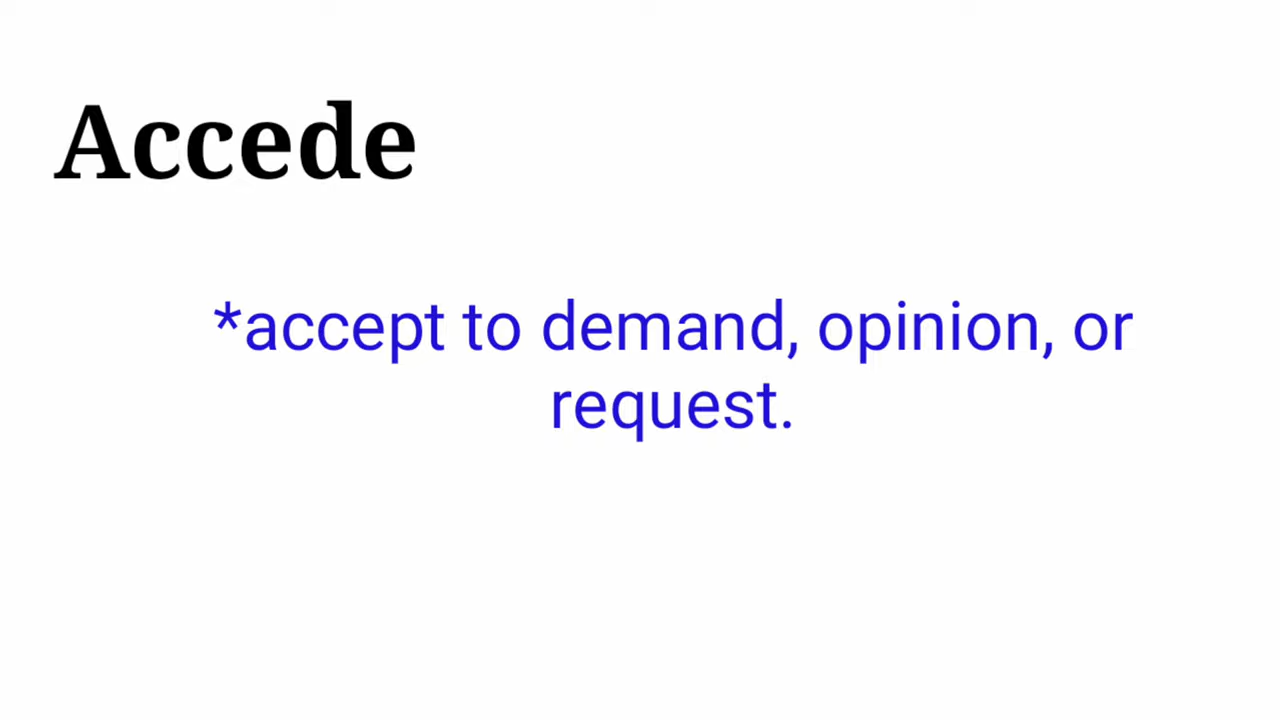 Accede
*accept to demand, opinion, or
request.